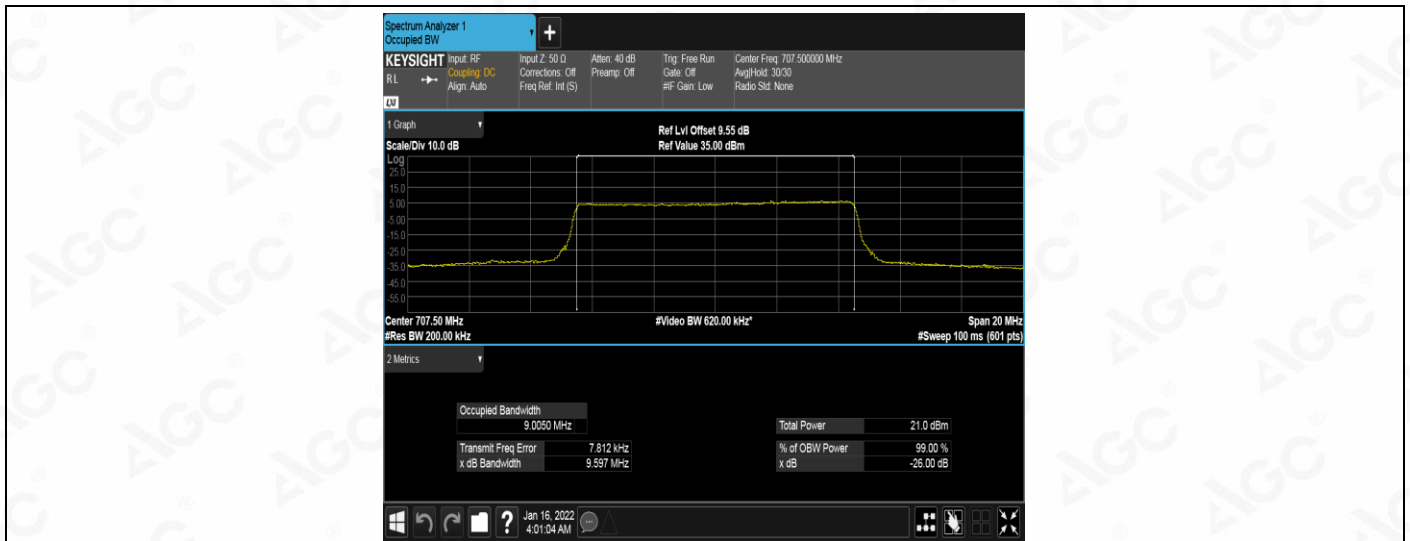 Spectrum Analyzer 1
Occupied BW
+
KEYSIGHT
RL
LXI
Input: RF
Coupling: DC
Align: Auto
Input Z: 50 Ω
Corrections: Off
Freq Ref: Int (S)
Atten: 40 dB
Preamp: Off
Trig: Free Run
Gate: Off
#IF Gain: Low
Center Freq: 707.500000 MHz
Avg|Hold: 30/30
Radio Std: None
1 Graph
Scale/Div 10.0 dB
Ref Lvl Offset 9.55 dB
Ref Value 35.00 dBm
Log
25.0
15.0
5.00
-5.00
-15.0
-25.0
-35.0
-45.0
-55.0
Center 707.50 MHz
#Video BW 620.00 kHz*
Span 20 MHz
#Res BW 200.00 kHz
#Sweep 100 ms (601 pts)
2 Metrics
Occupied Bandwidth
9.0050 MHz
Total Power 21.0 dBm
Transmit Freq Error 7.812 kHz
% of OBW Power 99.00 %
x dB Bandwidth 9.597 MHz
x dB -26.00 dB
?
Jan 16, 2022
4:01:04 AM
AGC